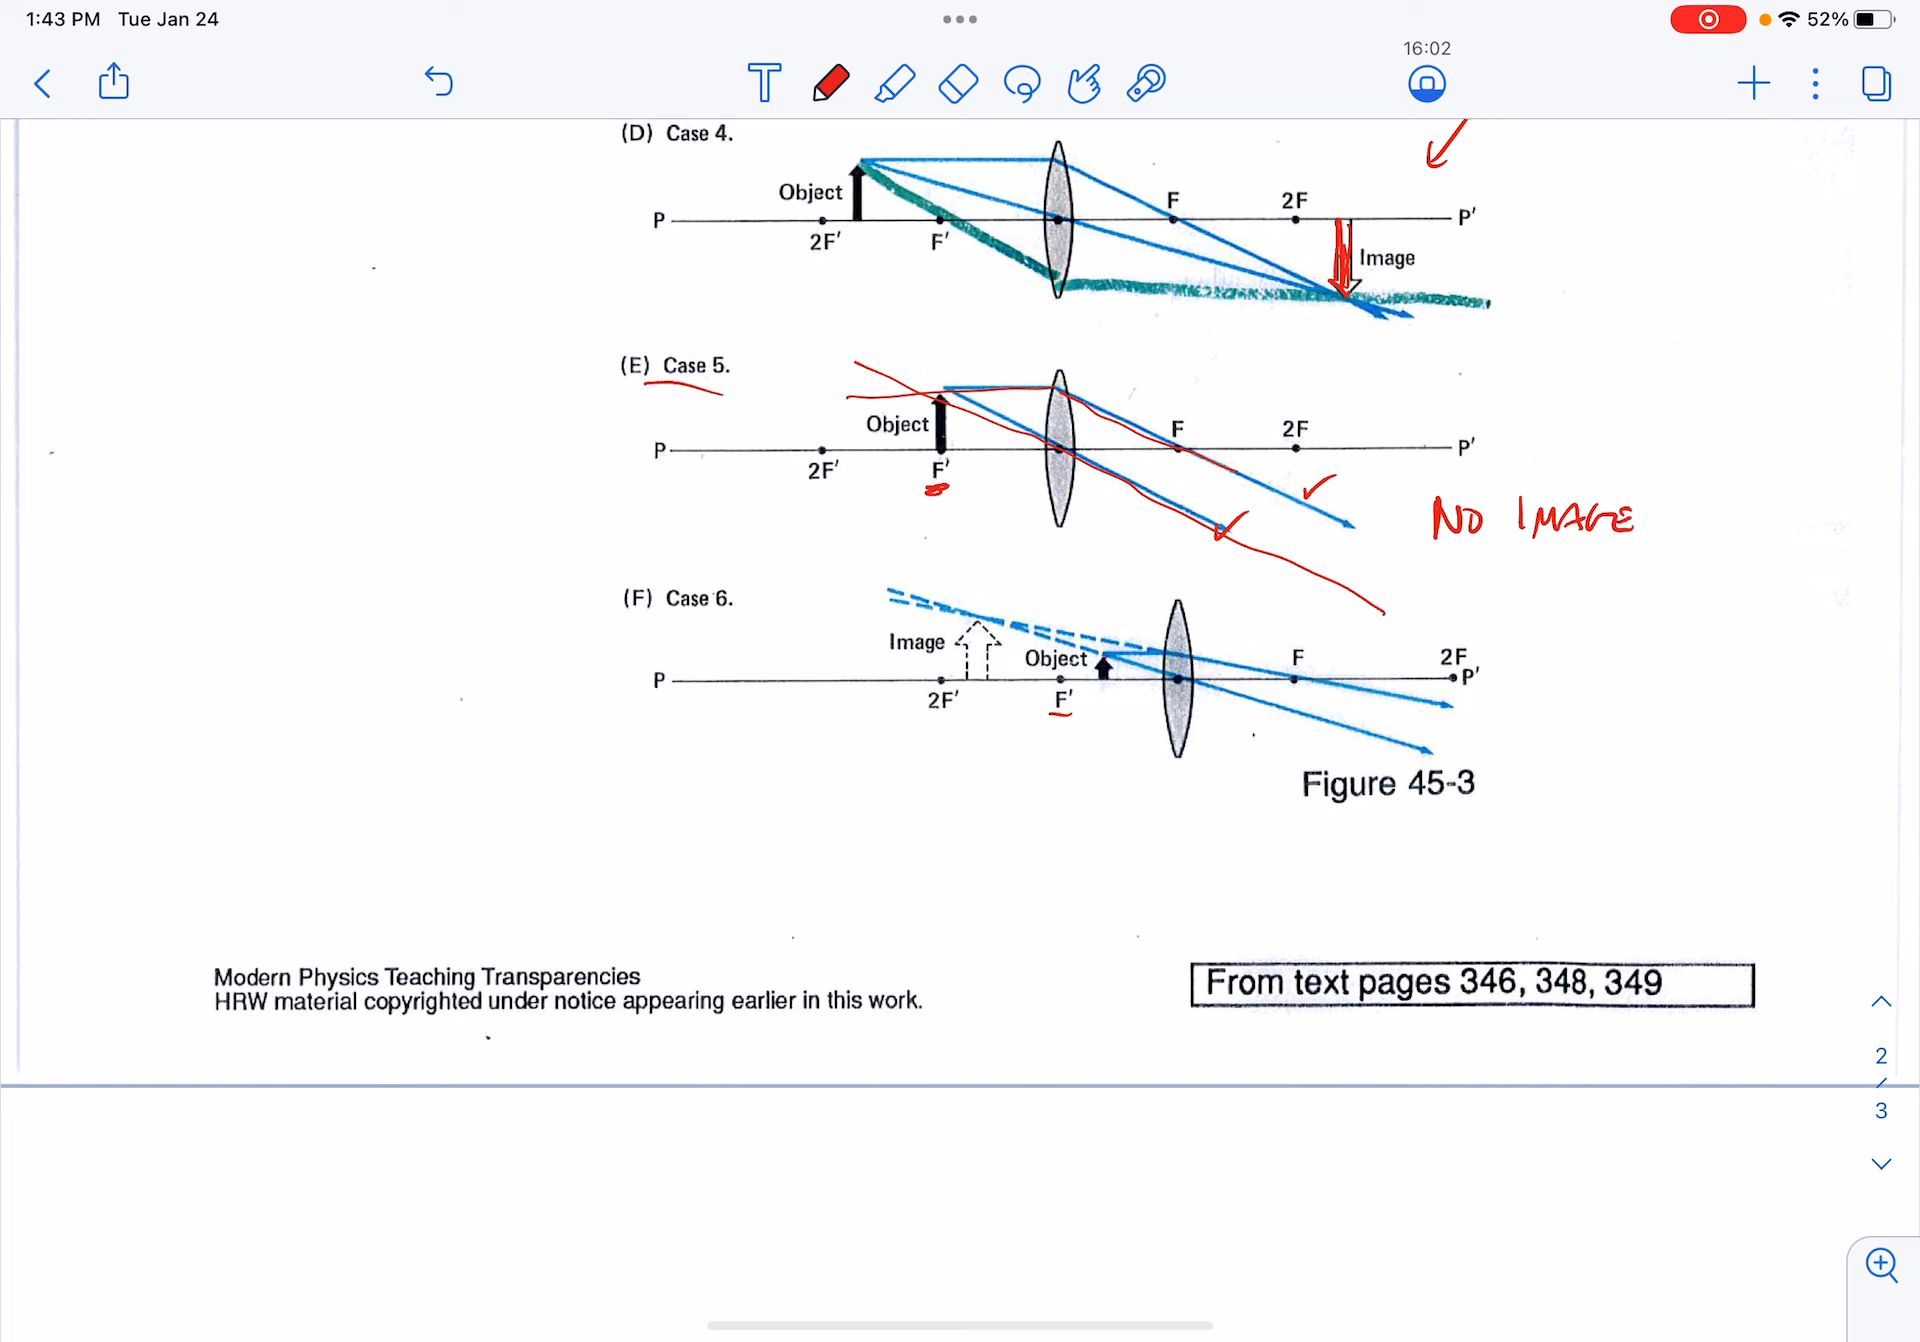 1:43 PM Tue Jan 24
52%
16:02
(D) Case 4.
Object
F
2F
P
P'
2F'
F'
Image
(E) Case 5.
Object
F
2F
P
P'
2F'
F'
NO IMAGE
(F) Case 6.
Image
Object
F
2F
P
P'
2F'
F'
Figure 45-3
Modern Physics Teaching Transparencies
HRW material copyrighted under notice appearing earlier in this work.
From text pages 346, 348, 349
2
/
3